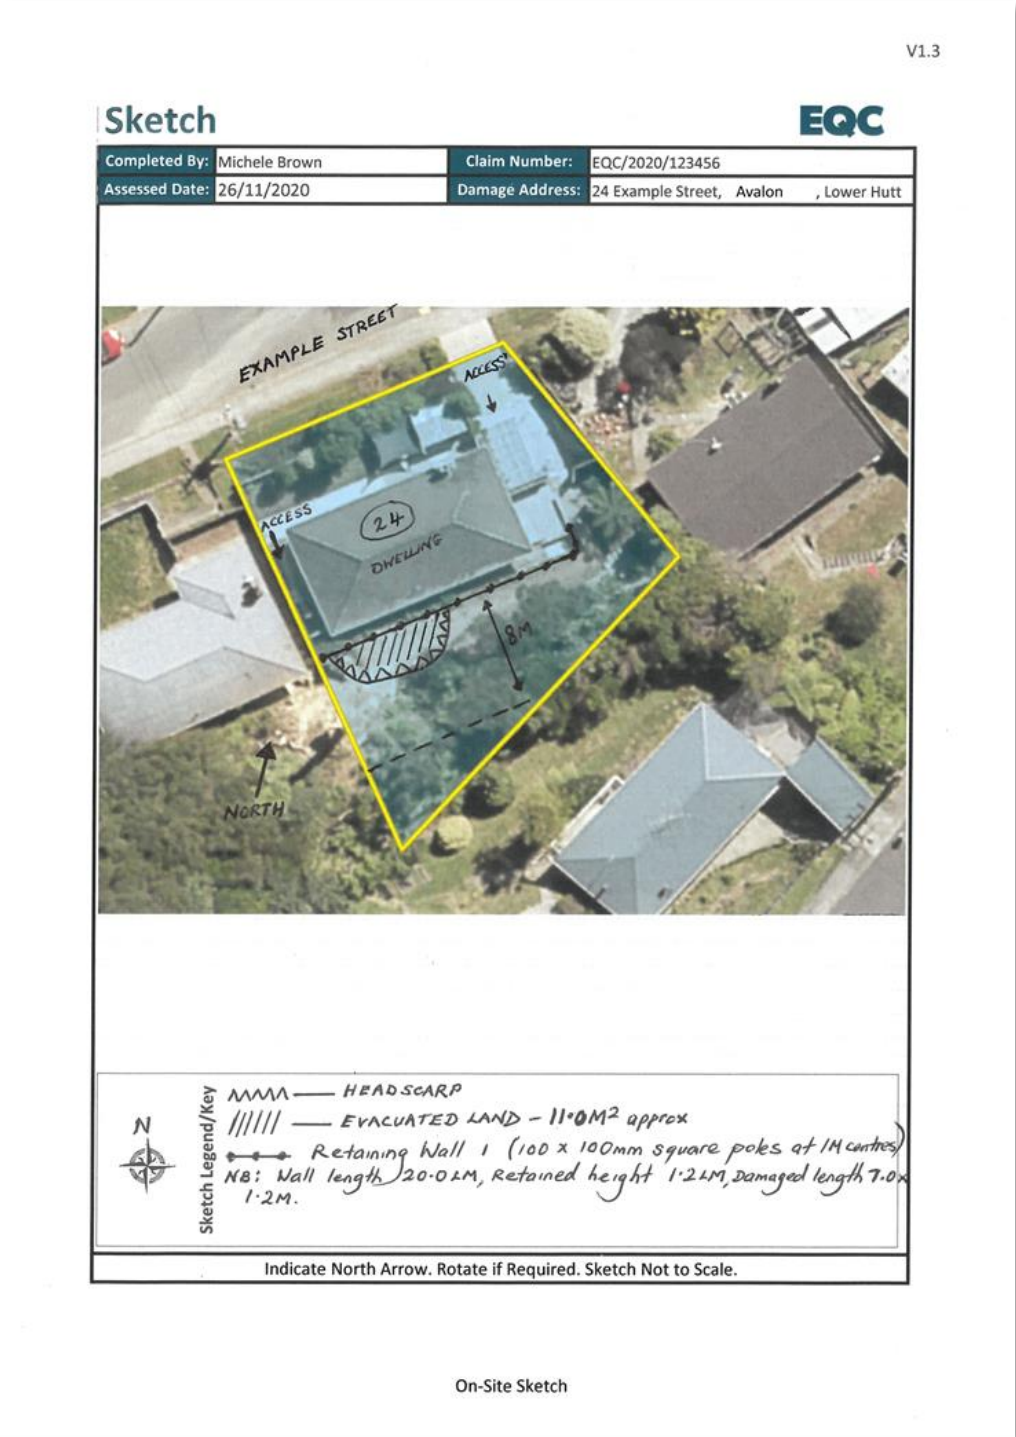 V1.3
Sketch
EQC
Completed By: Michele Brown Claim Number: EQC/2020/123456
Assessed Date: 26/11/2020 Damage Address: 24 Example Street, Avalon , Lower Hutt
EXAMPLE STREET
ACCESS
ACCESS
24
DWELLING
8M
NORTH
N
Sketch Legend/Key
HEADSCARP
EVACUATED LAND - 11.0M² approx
Retaining Wall 1 (100 x 100mm square poles at 1M centres)
NB: Wall length 20.0LM, Retained height 1.2LM, Damaged length 7.0x
1.2M.
Indicate North Arrow. Rotate if Required. Sketch Not to Scale.
On-Site Sketch